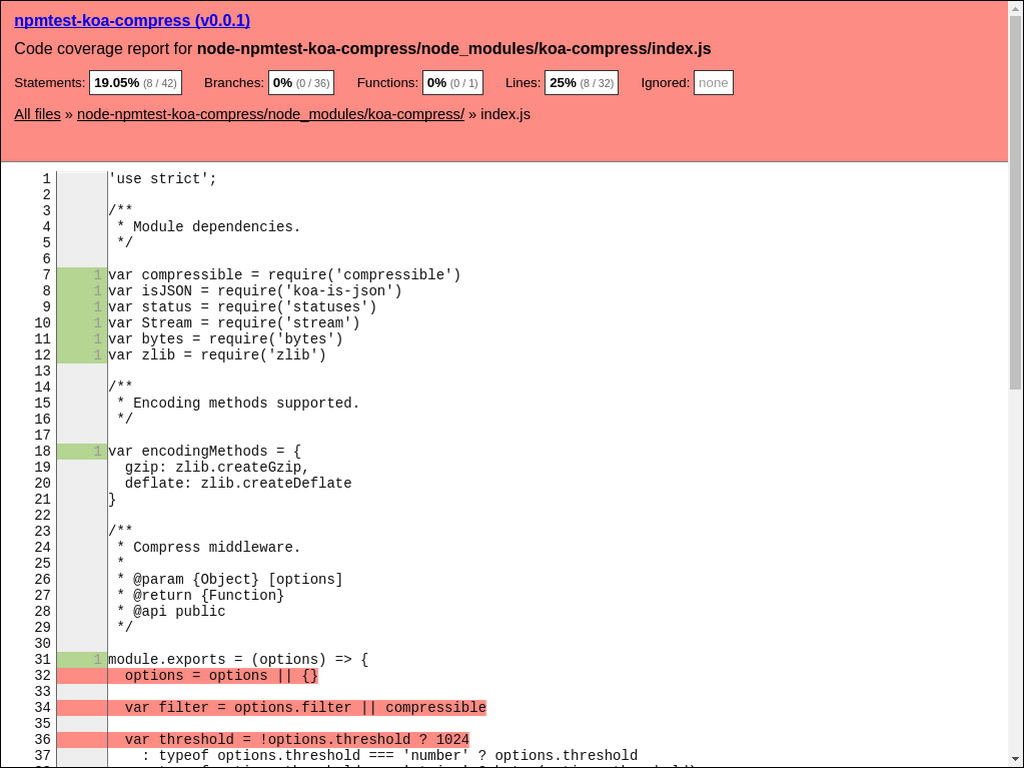 npmtest-koa-compress (v0.0.1)
Code coverage report for node-npmtest-koa-compress/node_modules/koa-compress/index.js
Statements: 19.05% (8 / 42) Branches: 0% (0 / 36) Functions: 0% (0 / 1) Lines: 25% (8 / 32) Ignored: none
All files » node-npmtest-koa-compress/node_modules/koa-compress/ » index.js
1 'use strict';
2
3 /**
4  * Module dependencies.
5  */
6
7 1 var compressible = require('compressible')
8 1 var isJSON = require('koa-is-json')
9 1 var status = require('statuses')
10 1 var Stream = require('stream')
11 1 var bytes = require('bytes')
12 1 var zlib = require('zlib')
13
14 /**
15  * Encoding methods supported.
16  */
17
18 1 var encodingMethods = {
19   gzip: zlib.createGzip,
20   deflate: zlib.createDeflate
21 }
22
23 /**
24  * Compress middleware.
25  *
26  * @param {Object} [options]
27  * @return {Function}
28  * @api public
29  */
30
31 1 module.exports = (options) => {
32   options = options || {}
33
34   var filter = options.filter || compressible
35
36   var threshold = !options.threshold ? 1024
37     : typeof options.threshold === 'number' ? options.threshold